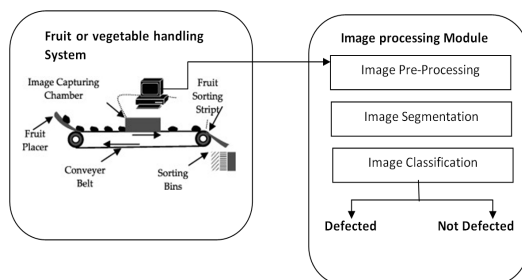 Fruit or vegetable handling
System
Image Capturing
Chamber
Fruit
Sorting
Stript
Fruit
Placer
Conveyer
Belt
Sorting
Bins
Image processing Module
Image Pre-Processing
Image Segmentation
Image Classification
Defected
Not Defected